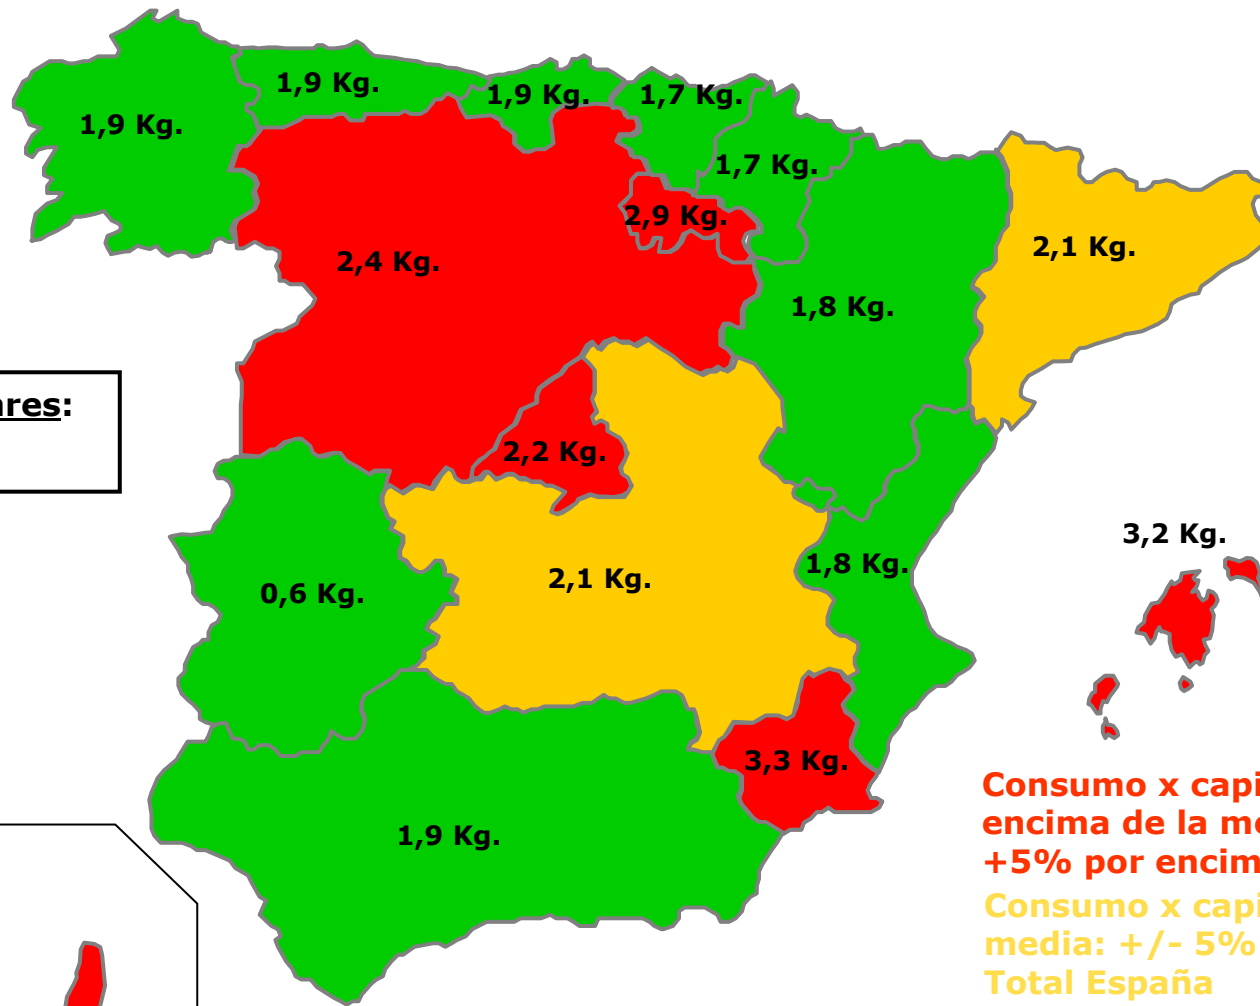 1,9 Kg.
1,9 Kg.
1,9 Kg.
1,7 Kg.
1,7 Kg.
2,9 Kg.
2,4 Kg.
2,1 Kg.
1,8 Kg.
ares:
2,2 Kg.
3,2 Kg.
1,8 Kg.
2,1 Kg.
0,6 Kg.
3,3 Kg.
1,9 Kg.
Consumo x capi
encima de la me
+5% por encim
Consumo x capi
media: +/- 5%
Total España